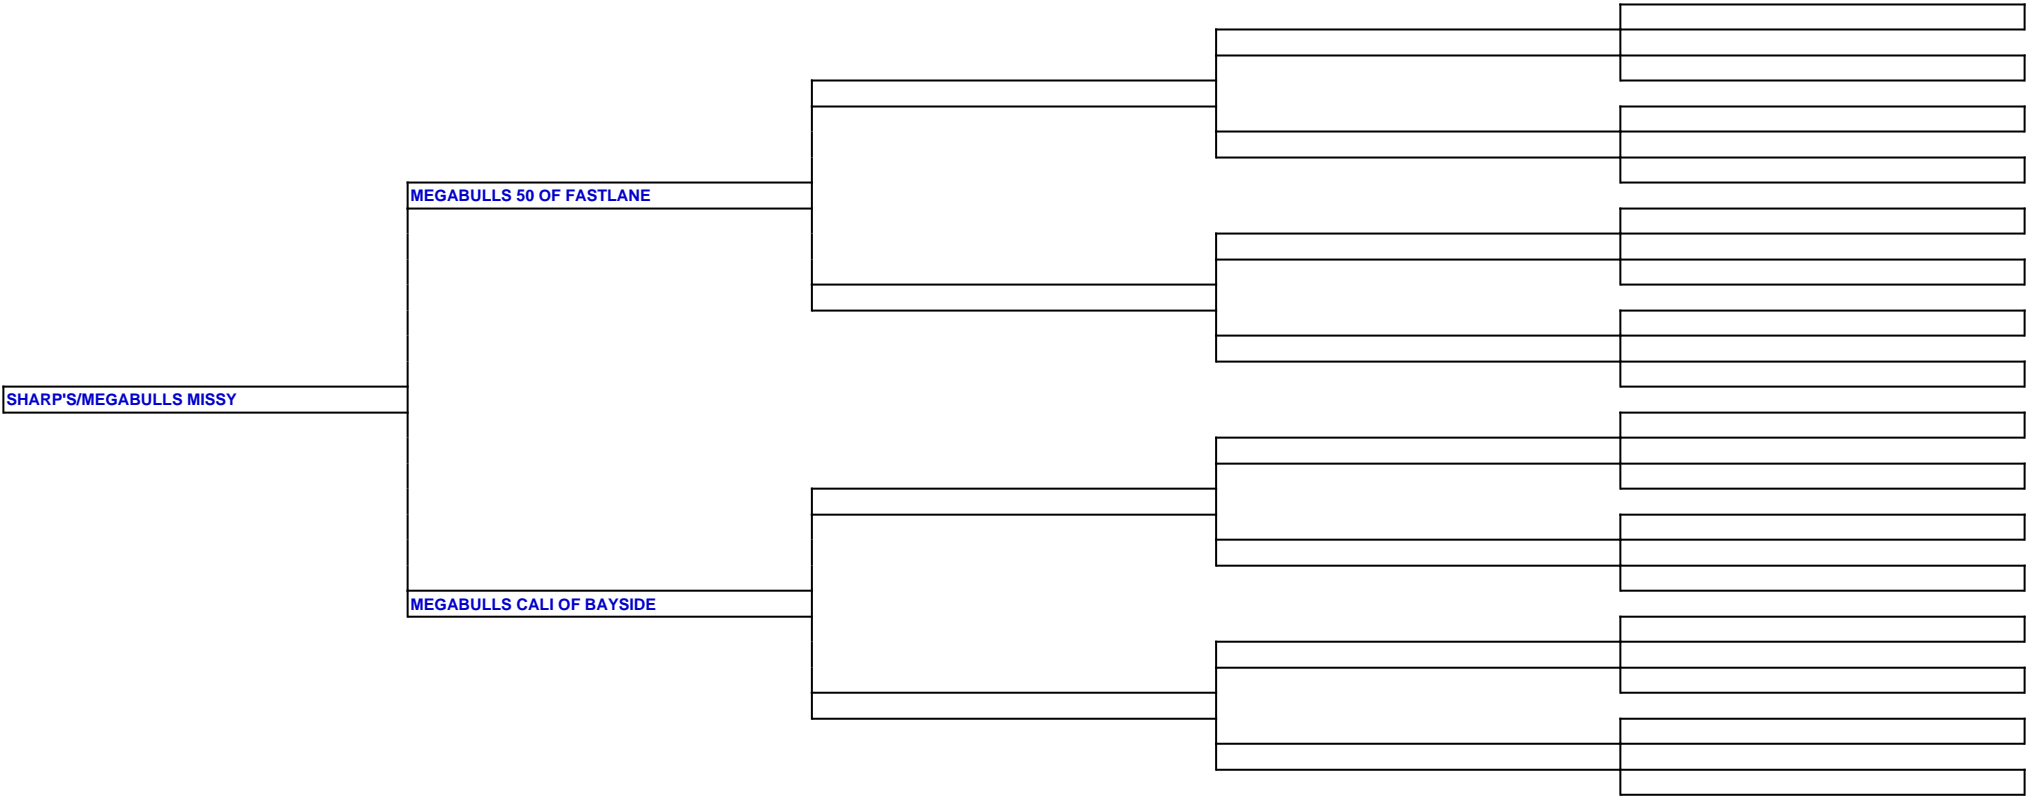 MEGABULLS 50 OF FASTLANE
SHARP'S/MEGABULLS MISSY
MEGABULLS CALI OF BAYSIDE